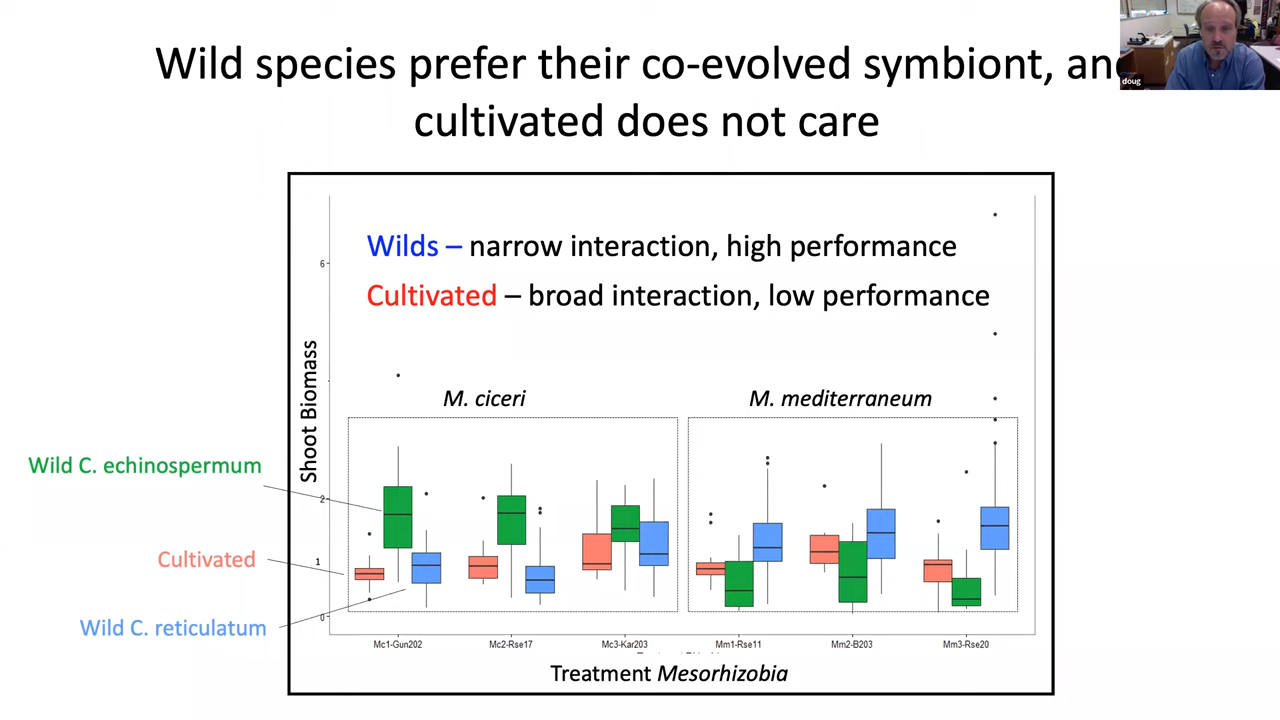 Wild species prefer their co-evolved symbiont, and
cultivated does not care
doug
Wilds – narrow interaction, high performance
Cultivated – broad interaction, low performance
6
2
1
0
Shoot Biomass
M. ciceri
M. mediterraneum
Wild C. echinospermum
Cultivated
Wild C. reticulatum
Mc1-Gun202
Mc2-Rse17
Mc3-Kar203
Mm1-Rse11
Mm2-B203
Mm3-Rse20
Treatment Mesorhizobia